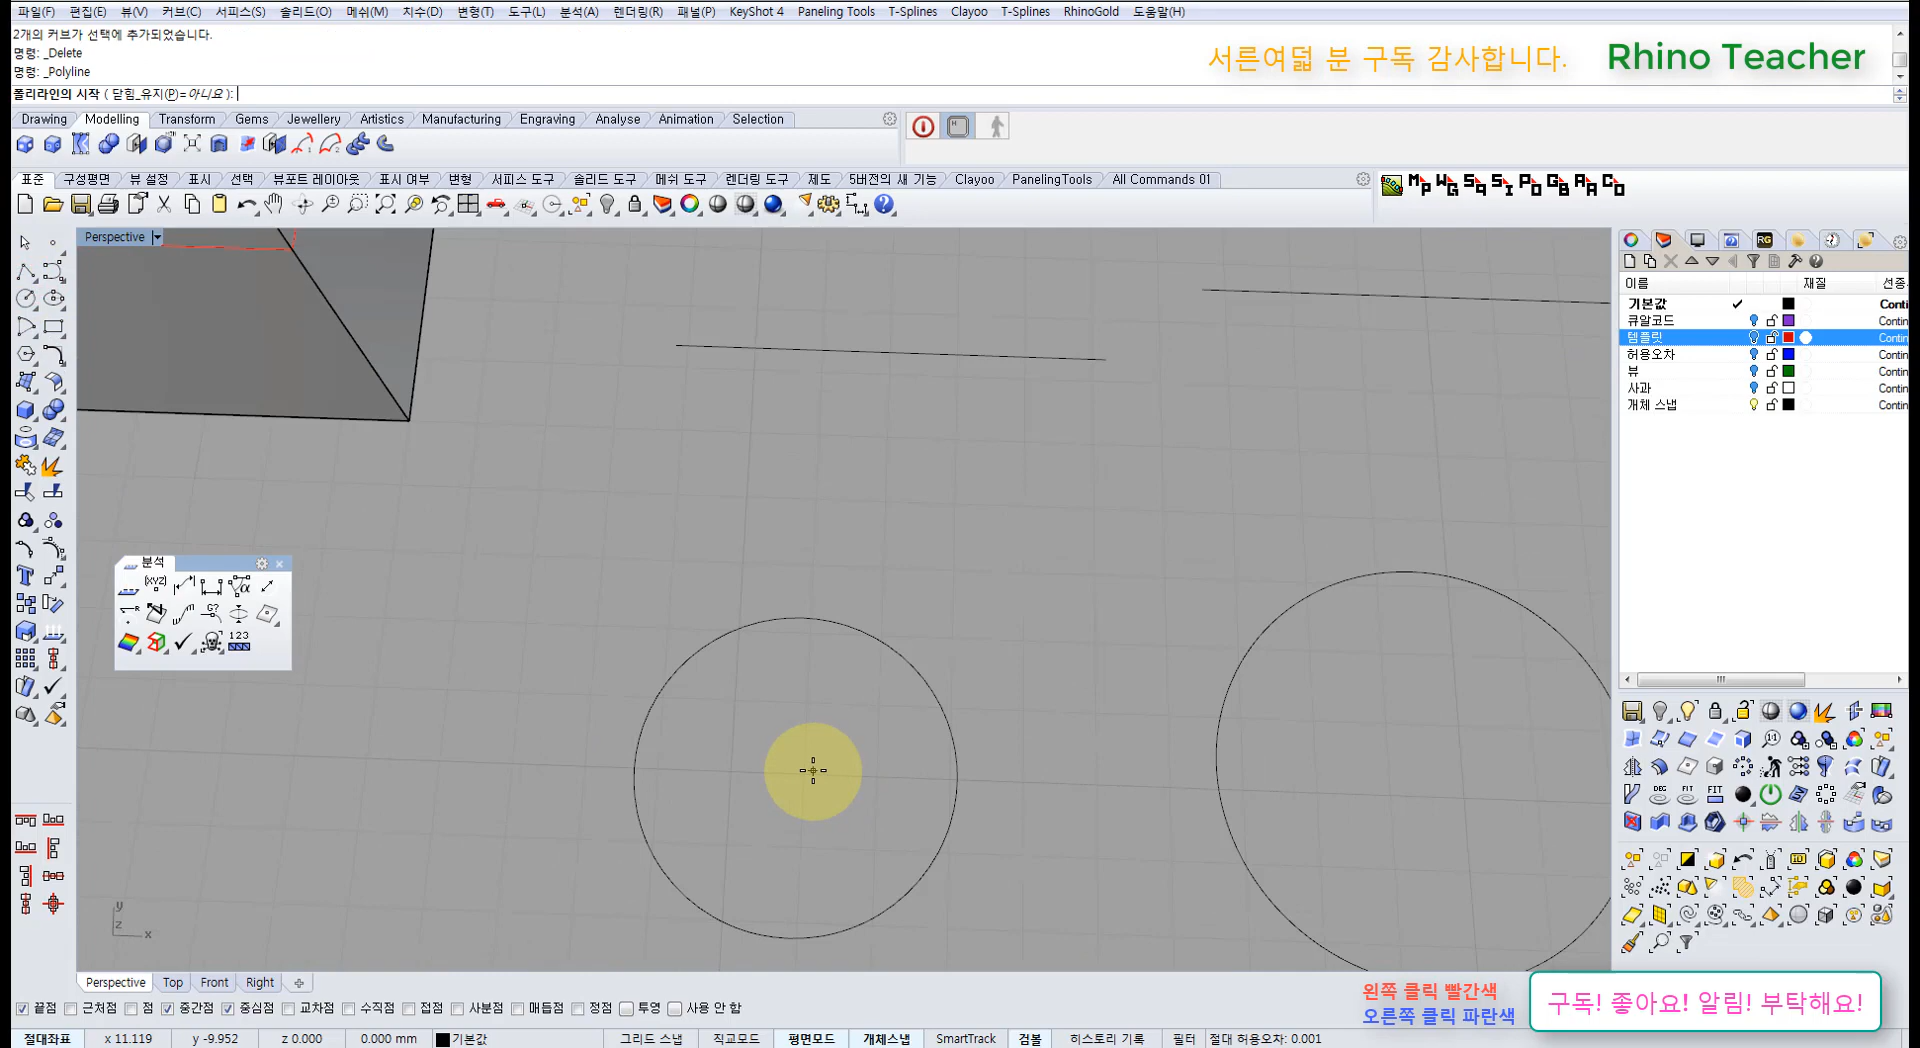 파일(F) 편집(E) 뷰(V) 커브(C) 서피스(S) 솔리드(O) 메쉬(M) 치수(D) 변형(T) 도구(L) 분석(A) 렌더링(R) 패널(P) KeyShot 4 Paneling Tools T-Splines Clayoo T-Splines RhinoGold 도움말(H)
2개의 커브가 선택에 추가되었습니다.
명령: _Delete
명령: _Polyline
폴리라인의 시작 ( 닫힘_유지(P)=아니요 ):
서른여덟 분 구독 감사합니다. Rhino Teacher
Drawing Modelling Transform Gems Jewellery Artistics Manufacturing Engraving Analyse Animation Selection
표준 구성평면 뷰 설정 표시 선택 뷰포트 레이아웃 표시 여부 변형 서피스 도구 솔리드 도구 메쉬 도구 렌더링 도구 제도 5버전의 새 기능 Clayoo PanelingTools All Commands 01
Perspective
이름 재질 선종
기본값 Conti
큐알코드 Contin
템플릿 Contin
허용오차 Contin
뷰 Contin
사과 Contin
개체 스냅 Contin
분석
y
z
x
Perspective Top Front Right
끝점 근처점 점 중간점 중심점 교차점 수직점 접점 사분점 매듭점 정점 투영 사용 안 함
왼쪽 클릭 빨간색
오른쪽 클릭 파란색
구독! 좋아요! 알림! 부탁해요!
절대좌표 x 11.119 y -9.952 z 0.000 0.000 mm 기본값 그리드 스냅 직교모드 평면모드 개체스냅 SmartTrack 검볼 히스토리 기록 필터 절대 허용오차: 0.001